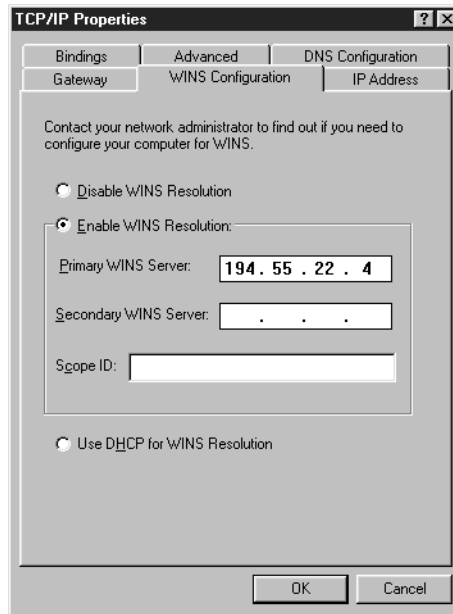 TCP/IP Properties
Bindings Advanced DNS Configuration
Gateway WINS Configuration IP Address
Contact your network administrator to find out if you need to
configure your computer for WINS.
Disable WINS Resolution
Enable WINS Resolution:
Primary WINS Server: 194 . 55 . 22 . 4
Secondary WINS Server: . . .
Scope ID:
Use DHCP for WINS Resolution
OK Cancel